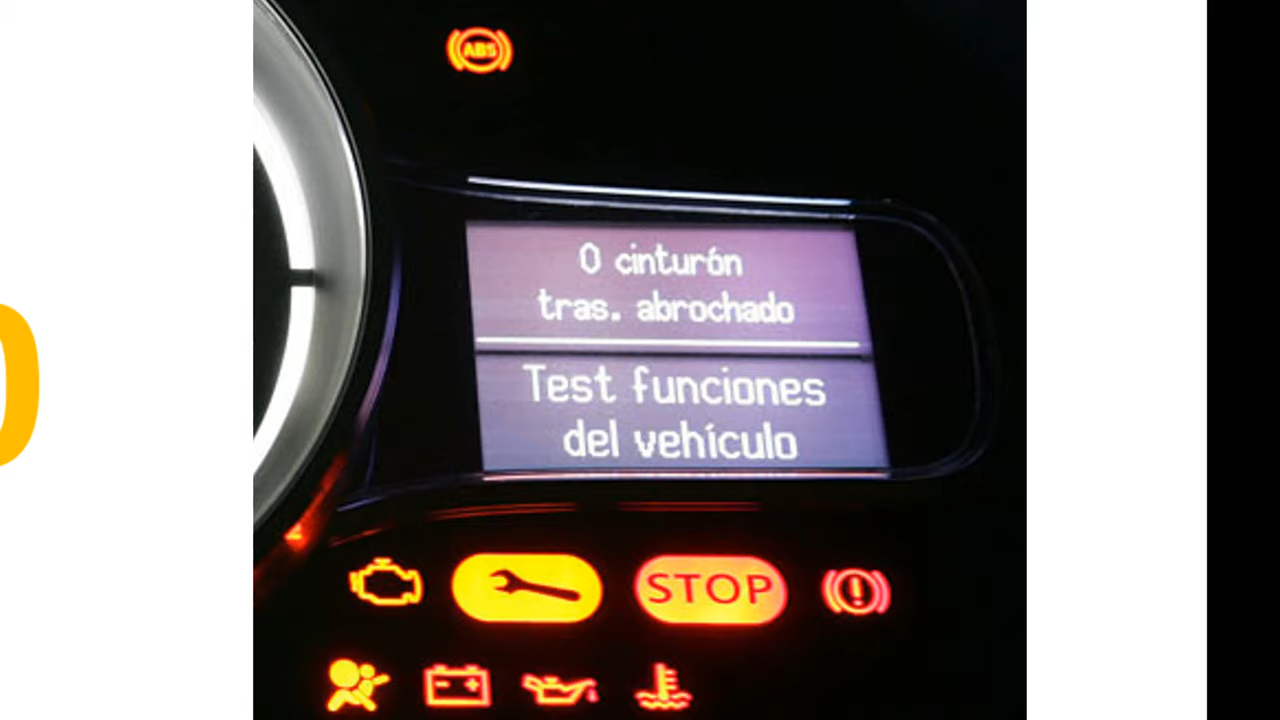 ABS
0 cinturón
tras. abrochado
Test funciones
del vehículo
STOP